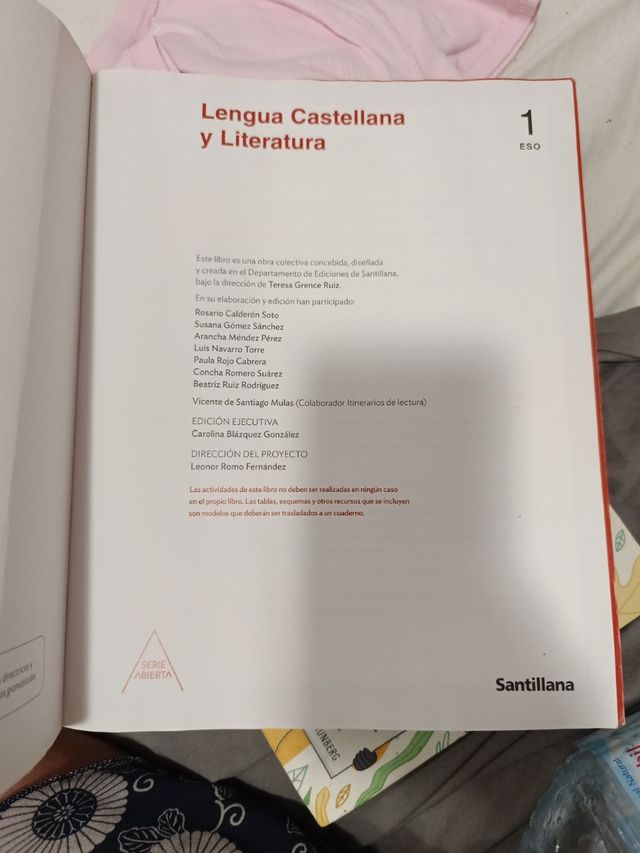 Lengua Castellana
y Literatura
1
ESO
Este libro es una obra colectiva concebida, diseñada
y creada en el Departamento de Ediciones de Santillana,
bajo la dirección de Teresa Grence Ruiz.
En su elaboración y edición han participado:
Rosario Calderón Soto
Susana Gómez Sánchez
Arancha Méndez Pérez
Luis Navarro Torre
Paula Rojo Cabrera
Concha Romero Suárez
Beatriz Ruiz Rodríguez
Vicente de Santiago Mulas (Colaborador Itinerarios de lectura)
EDICIÓN EJECUTIVA
Carolina Blázquez González
DIRECCIÓN DEL PROYECTO
Leonor Romo Fernández
Las actividades de este libro no deben ser realizadas en ningún caso
en el propio libro. Las tablas, esquemas y otros recursos que se incluyen
son modelos que deberán ser trasladados a un cuaderno.
directrices y
gramaticales.
SERIE
ABIERTA
Santillana
UNBERG
Natural